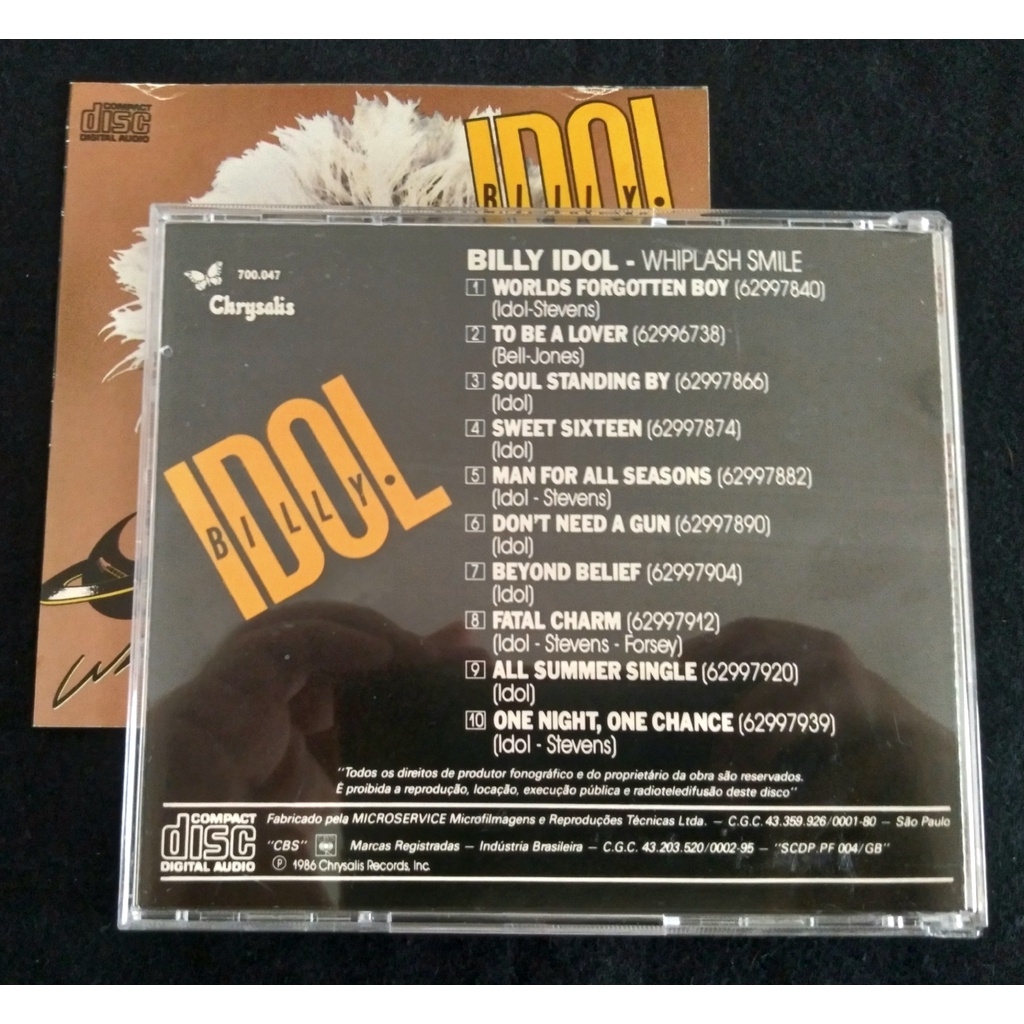 COMPACT
disc
DIGITAL AUDIO
IDOL
BILLY.
700.047
Chrysalis
IDOL
BILLY.
BILLY IDOL - WHIPLASH SMILE
1 WORLDS FORGOTTEN BOY (62997840)
(Idol-Stevens)
2 TO BE A LOVER (62996738)
(Bell-Jones)
3 SOUL STANDING BY (62997866)
(Idol)
4 SWEET SIXTEEN (62997874)
(Idol)
5 MAN FOR ALL SEASONS (62997882)
(Idol - Stevens)
6 DON'T NEED A GUN (62997890)
(Idol)
7 BEYOND BELIEF (62997904)
(Idol)
8 FATAL CHARM (62997912)
(Idol - Stevens - Forsey)
9 ALL SUMMER SINGLE (62997920)
(Idol)
10 ONE NIGHT, ONE CHANCE (62997939)
(Idol - Stevens)
"Todos os direitos de produtor fonográfico e do proprietário da obra são reservados.
É proibida a reprodução, locação, execução pública e radioteledifusão deste disco"
COMPACT
disc
DIGITAL AUDIO
Fabricado pela MICROSERVICE Microfilmagens e Reproduções Técnicas Ltda. — C.G.C. 43.359.926/0001-80 — São Paulo
"CBS" Marcas Registradas — Indústria Brasileira — C.G.C. 43.203.520/0002-95 — "SCDP PF 004/GB"
℗ 1986 Chrysalis Records, Inc.